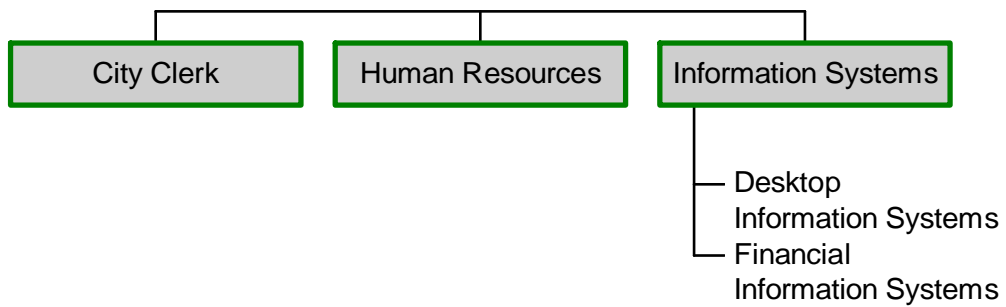 City Clerk
Human Resources
Information Systems
Desktop
Information Systems
Financial
Information Systems